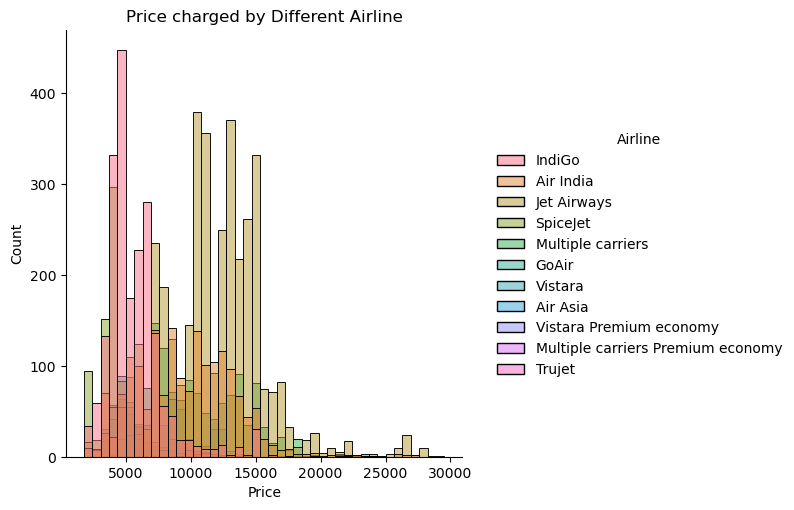 Price charged by Different Airline
Count
400
300
200
100
0
5000 10000 15000 20000 25000 30000
Price
Airline
IndiGo
Air India
Jet Airways
SpiceJet
Multiple carriers
GoAir
Vistara
Air Asia
Vistara Premium economy
Multiple carriers Premium economy
Trujet